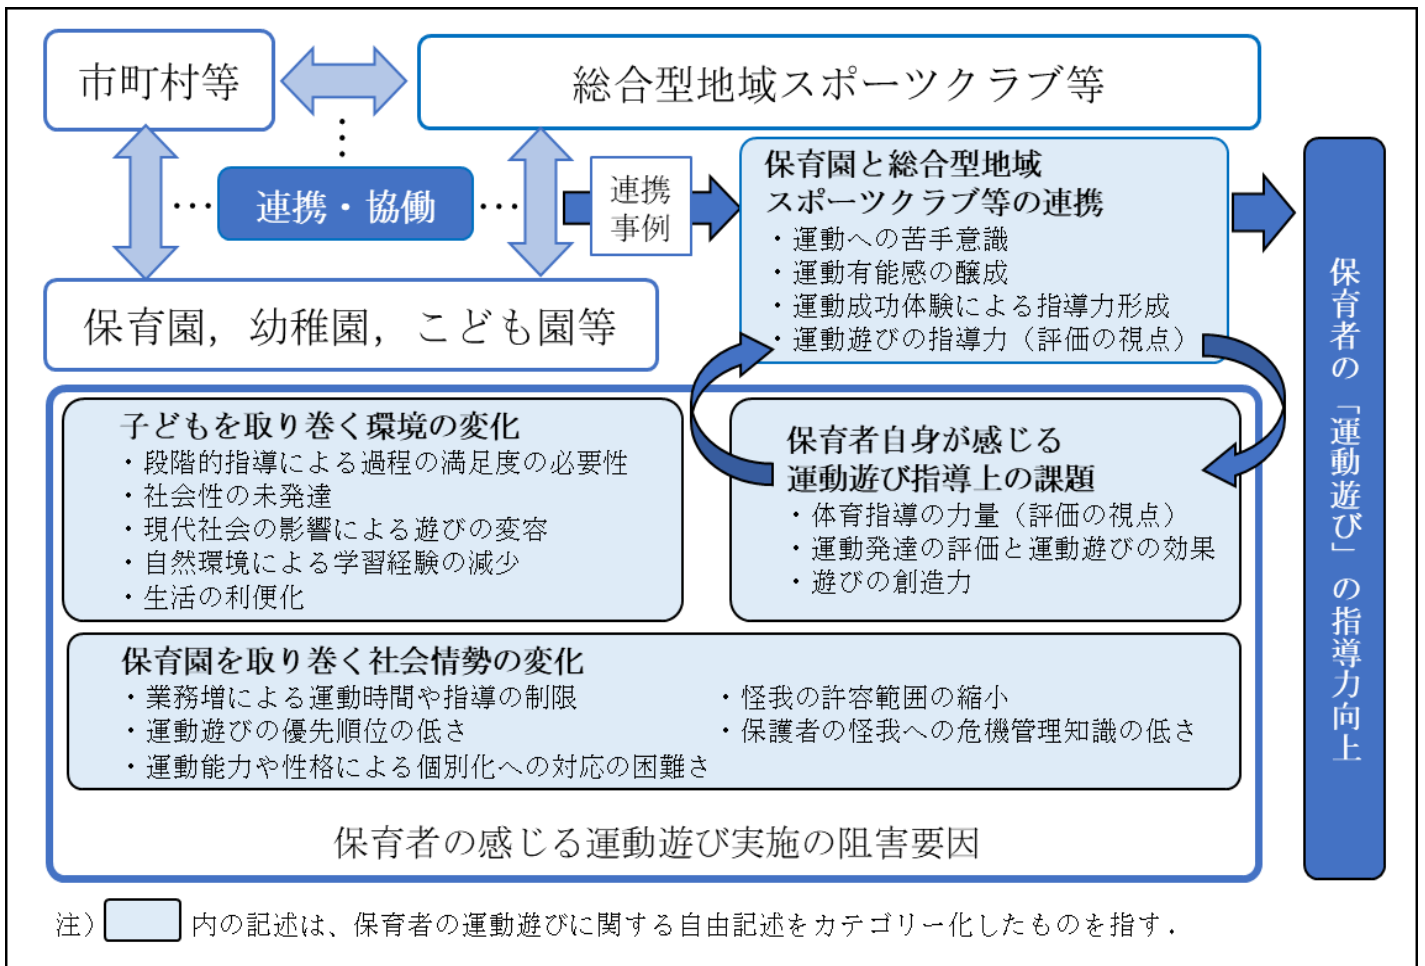 市町村等
総合型地域スポーツクラブ等
連携・協働
連携
事例
保育園，幼稚園，こども園等
保育園と総合型地域
スポーツクラブ等の連携
・運動への苦手意識
・運動有能感の醸成
・運動成功体験による指導力形成
・運動遊びの指導力（評価の視点）
保育者の「運動遊び」の指導力向上
子どもを取り巻く環境の変化
・段階的指導による過程の満足度の必要性
・社会性の未発達
・現代社会の影響による遊びの変容
・自然環境による学習経験の減少
・生活の利便化
保育者自身が感じる
運動遊び指導上の課題
・体育指導の力量（評価の視点）
・運動発達の評価と運動遊びの効果
・遊びの創造力
保育園を取り巻く社会情勢の変化
・業務増による運動時間や指導の制限
・運動遊びの優先順位の低さ
・運動能力や性格による個別化への対応の困難さ
・怪我の許容範囲の縮小
・保護者の怪我への危機管理知識の低さ
保育者の感じる運動遊び実施の阻害要因
注）　　内の記述は、保育者の運動遊びに関する自由記述をカテゴリー化したものを指す．